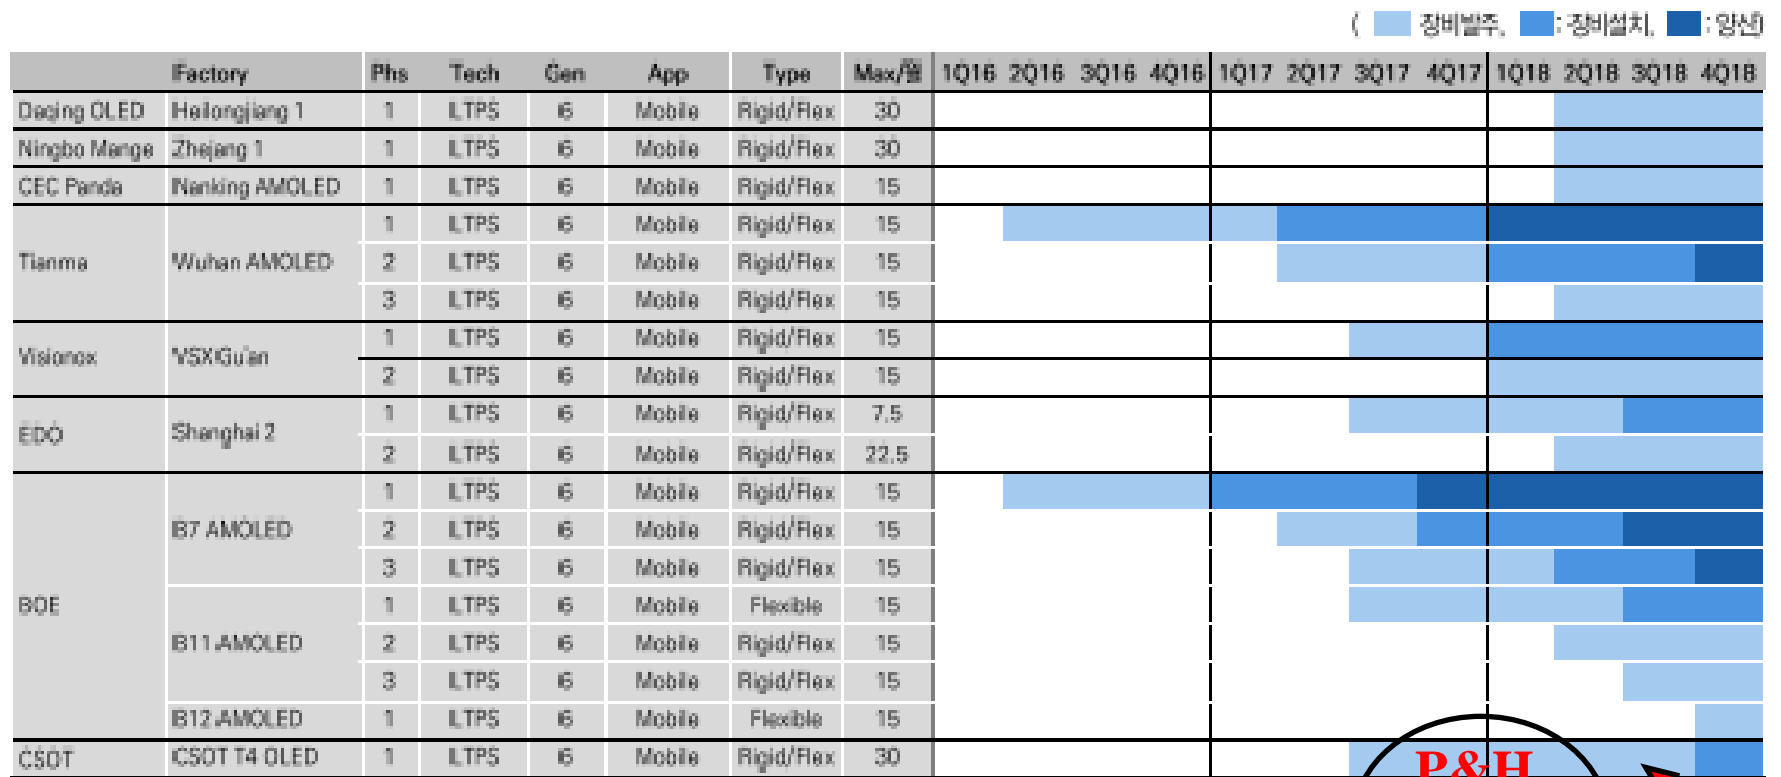 ( 장비발주, : 장비설치, : 양산)
Factory Phs Tech Gen App Type Max/월 1Q16 2Q16 3Q16 4Q16 1Q17 2Q17 3Q17 4Q17 1Q18 2Q18 3Q18 4Q18
Daqing OLED Heilongjiang 1 1 LTPS 6 Mobile Rigid/Flex 30
Ningbo Mange Zhejang 1 1 LTPS 6 Mobile Rigid/Flex 30
CEC Panda Nanking AMOLED 1 LTPS 6 Mobile Rigid/Flex 15
Tianma Wuhan AMOLED 1 LTPS 6 Mobile Rigid/Flex 15
2 LTPS 6 Mobile Rigid/Flex 15
3 LTPS 6 Mobile Rigid/Flex 15
Visionox VSX Gu'an 1 LTPS 6 Mobile Rigid/Flex 15
2 LTPS 6 Mobile Rigid/Flex 15
EDO Shanghai 2 1 LTPS 6 Mobile Rigid/Flex 7.5
2 LTPS 6 Mobile Rigid/Flex 22.5
BOE B7 AMOLED 1 LTPS 6 Mobile Rigid/Flex 15
2 LTPS 6 Mobile Rigid/Flex 15
3 LTPS 6 Mobile Rigid/Flex 15
B11 AMOLED 1 LTPS 6 Mobile Flexible 15
2 LTPS 6 Mobile Rigid/Flex 15
3 LTPS 6 Mobile Rigid/Flex 15
B12 AMOLED 1 LTPS 6 Mobile Flexible 15
CSOT CSOT T4 OLED 1 LTPS 6 Mobile Rigid/Flex 30
P&H